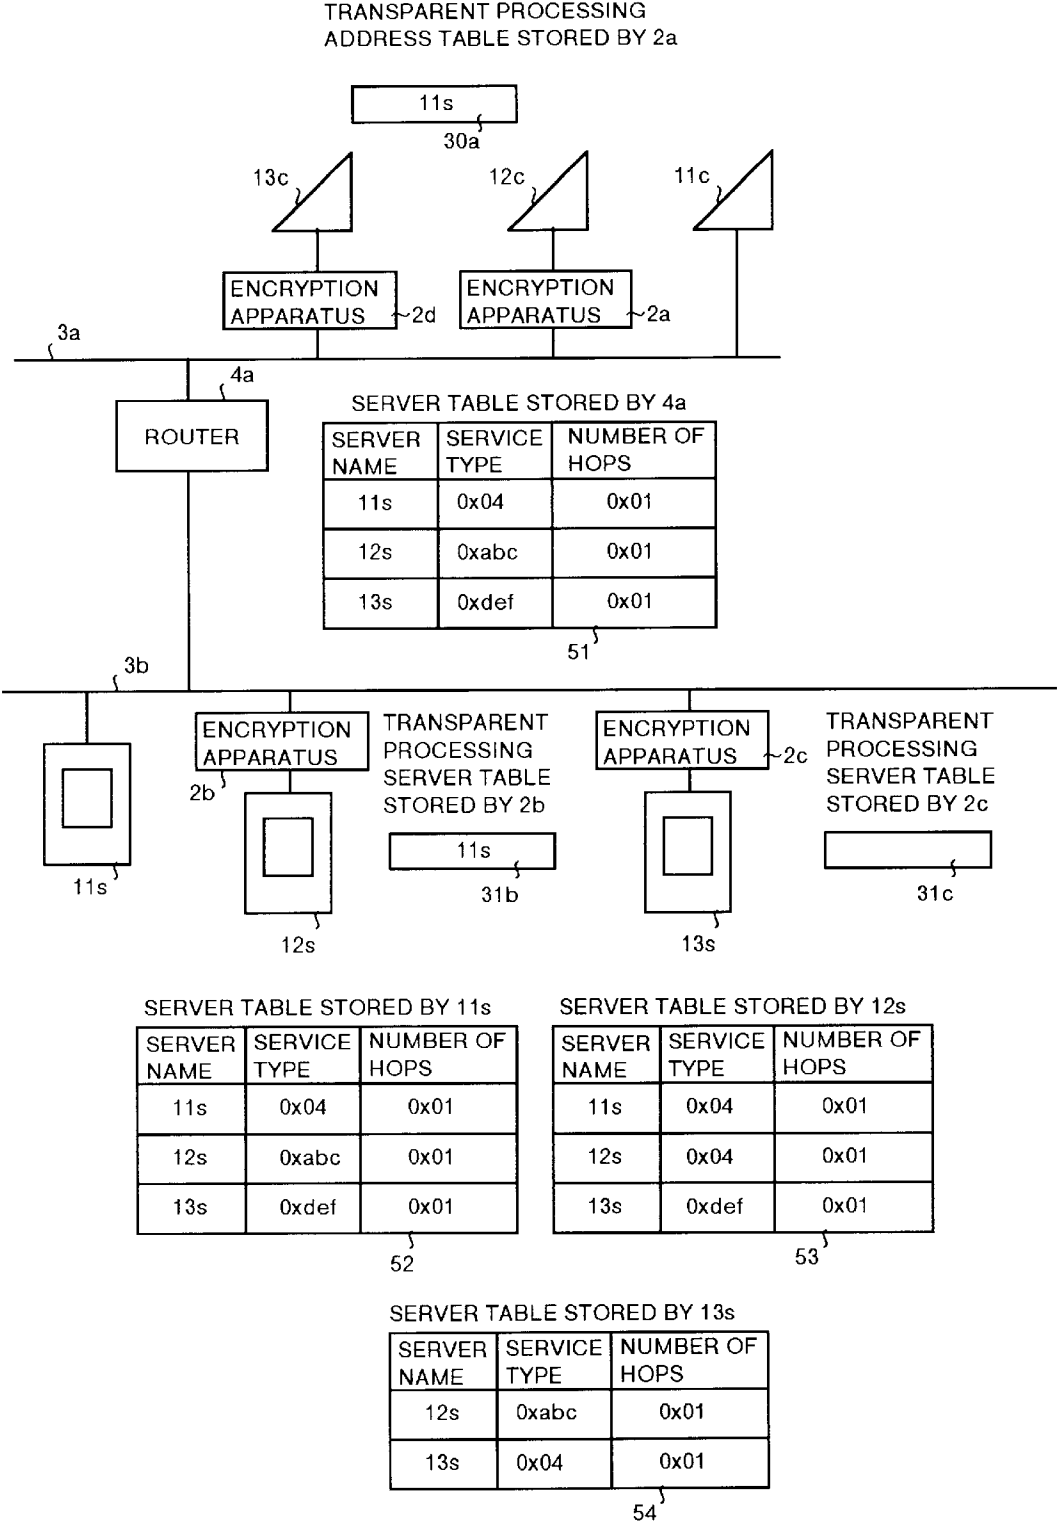 TRANSPARENT PROCESSING
ADDRESS TABLE STORED BY 2a
11s
30a
13c
12c
11c
ENCRYPTION
APPARATUS
2d
ENCRYPTION
APPARATUS
2a
3a
4a
ROUTER
SERVER TABLE STORED BY 4a
SERVER NAME SERVICE TYPE NUMBER OF HOPS
11s 0x04 0x01
12s 0xabc 0x01
13s 0xdef 0x01
51
3b
ENCRYPTION
APPARATUS
2b
TRANSPARENT
PROCESSING
SERVER TABLE
STORED BY 2b
11s
31b
ENCRYPTION
APPARATUS
2c
TRANSPARENT
PROCESSING
SERVER TABLE
STORED BY 2c
31c
11s
12s
13s
SERVER TABLE STORED BY 11s
SERVER NAME SERVICE TYPE NUMBER OF HOPS
11s 0x04 0x01
12s 0xabc 0x01
13s 0xdef 0x01
52
SERVER TABLE STORED BY 12s
SERVER NAME SERVICE TYPE NUMBER OF HOPS
11s 0x04 0x01
12s 0x04 0x01
13s 0xdef 0x01
53
SERVER TABLE STORED BY 13s
SERVER NAME SERVICE TYPE NUMBER OF HOPS
12s 0xabc 0x01
13s 0x04 0x01
54